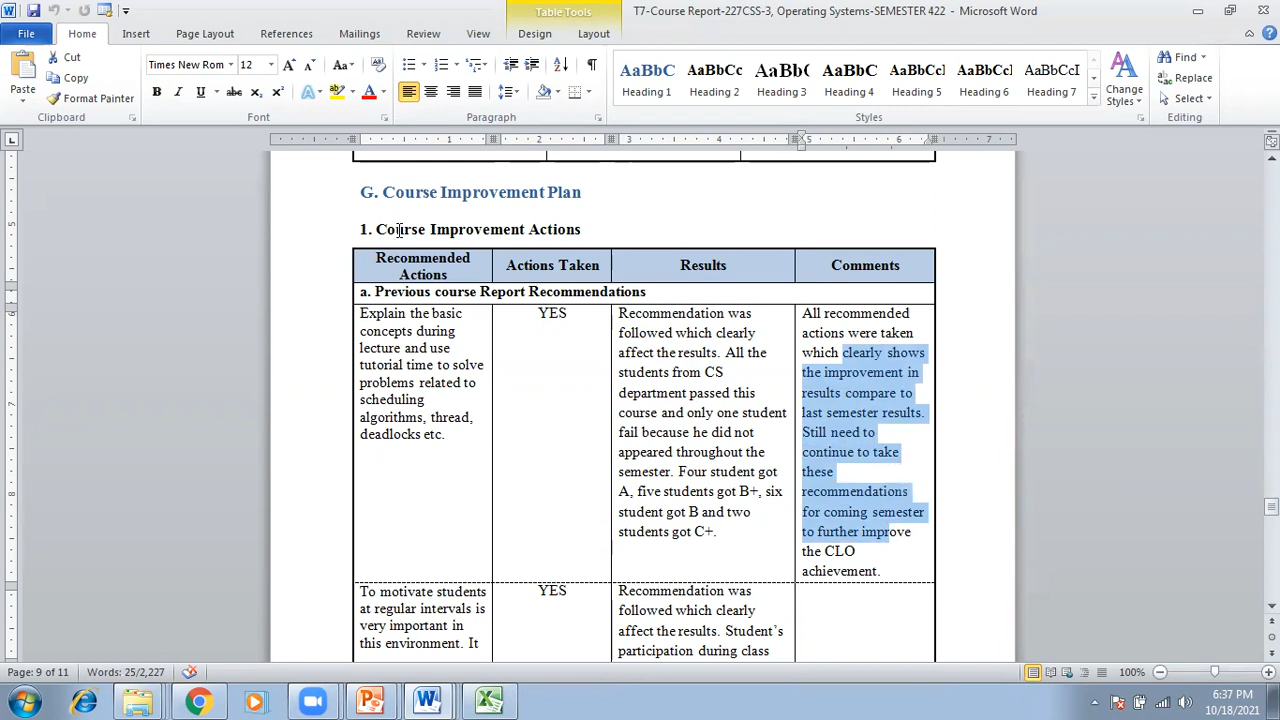 T7-Course Report-227CSS-3, Operating Systems-SEMESTER 422 - Microsoft Word
Table Tools
File Home Insert Page Layout References Mailings Review View Design Layout
Paste
Cut
Copy
Format Painter
Clipboard
Times New Rom 12
Font
Paragraph
AaBbC AaBbCc AaBb( AaBbCc AaBbCcI AaBbCc AaBbCcI
Heading 1 Heading 2 Heading 3 Heading 4 Heading 5 Heading 6 Heading 7
Change
Styles
Styles
Find
Replace
Select
Editing
1 2 3 4 5 6 7
G. Course Improvement Plan
1. Course Improvement Actions
Recommended
Actions
Actions Taken
Results
Comments
a. Previous course Report Recommendations
Explain the basic
concepts during
lecture and use
tutorial time to solve
problems related to
scheduling
algorithms, thread,
deadlocks etc.
YES
Recommendation was
followed which clearly
affect the results. All the
students from CS
department passed this
course and only one student
fail because he did not
appeared throughout the
semester. Four student got
A, five students got B+, six
student got B and two
students got C+.
All recommended
actions were taken
which clearly shows
the improvement in
results compare to
last semester results.
Still need to
continue to take
these
recommendations
for coming semester
to further improve
the CLO
achievement.
To motivate students
at regular intervals is
very important in
this environment. It
YES
Recommendation was
followed which clearly
affect the results. Student’s
participation during class
Page: 9 of 11 Words: 25/2,227
100%
6:37 PM
10/18/2021